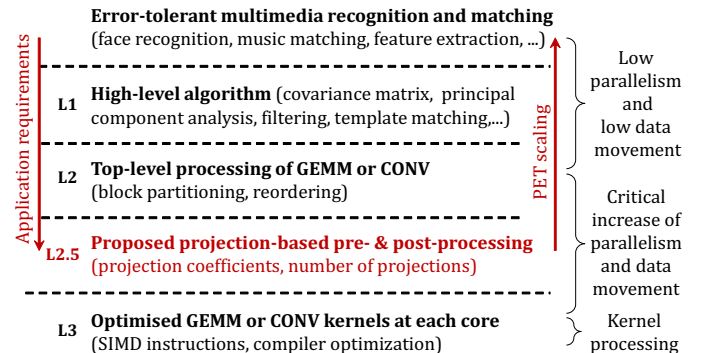 Error-tolerant multimedia recognition and matching
(face recognition, music matching, feature extraction, ...)
Application requirements
PET scaling
L1 High-level algorithm (covariance matrix, principal
component analysis, filtering, template matching,...)
L2 Top-level processing of GEMM or CONV
(block partitioning, reordering)
L2.5 Proposed projection-based pre- & post-processing
(projection coefficients, number of projections)
L3 Optimised GEMM or CONV kernels at each core
(SIMD instructions, compiler optimization)
Low
parallelism
and
low data
movement
Critical
increase of
parallelism
and data
movement
Kernel
processing